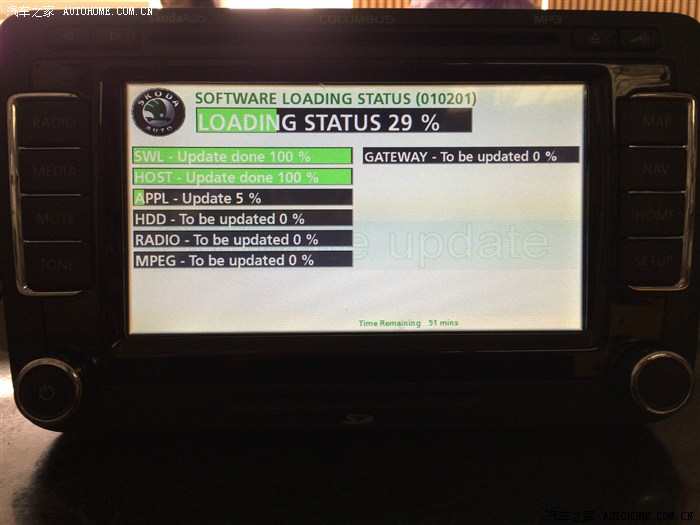 汽车之家 AUTOHOME.COM.CN
SkodaAuto COLUMBUS MP3
SKODA
AUTO
SOFTWARE LOADING STATUS (010201)
LOADING STATUS 29 %
SWL - Update done 100 %
GATEWAY - To be updated 0 %
HOST - Update done 100 %
APPL - Update 5 %
HDD - To be updated 0 %
RADIO - To be updated 0 %
MPEG - To be updated 0 %
update
Time Remaining 51 mins
RADIO
MEDIA
MUTE
TONE
MAP
NAV
HOME
SETUP
SD
汽车之家 AUTOHOME.COM.CN